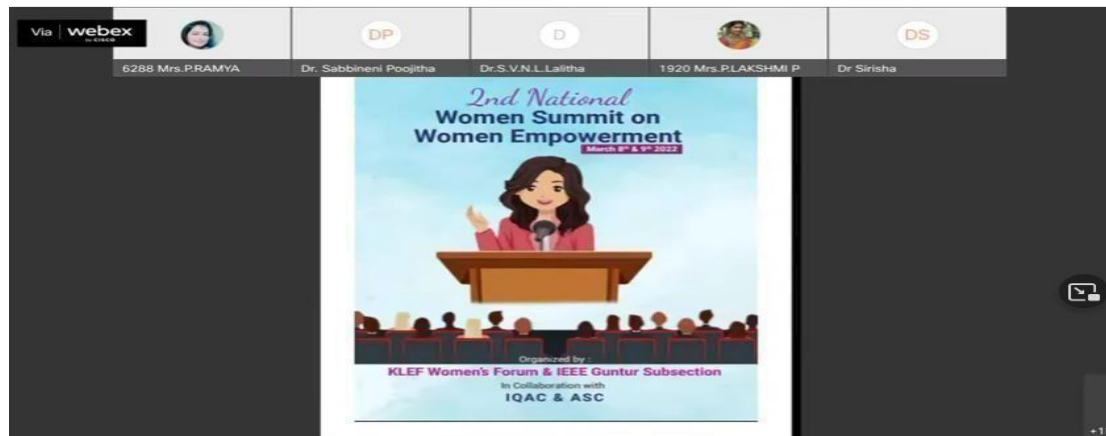 Via webex
by CISCO
DP
D
DS
6288 Mrs.P.RAMYA
Dr. Sabbineni Poojitha
Dr.S.V.N.L.Lalitha
1920 Mrs.P.LAKSHMI P
Dr Sirisha
2nd National
Women Summit on
Women Empowerment
March 8th & 9th 2022
Organized by :
KLEF Women's Forum & IEEE Guntur Subsection
In Collaboration with
IQAC & ASC